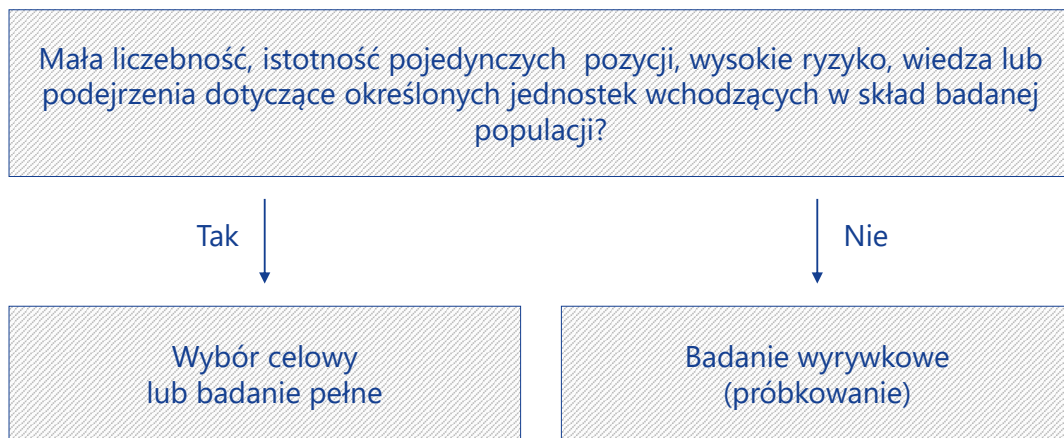 Mała liczebność, istotność pojedynczych pozycji, wysokie ryzyko, wiedza lub
podejrzenia dotyczące określonych jednostek wchodzących w skład badanej
populacji?
Tak
Nie
Wybór celowy
lub badanie pełne
Badanie wyrywkowe
(próbkowanie)